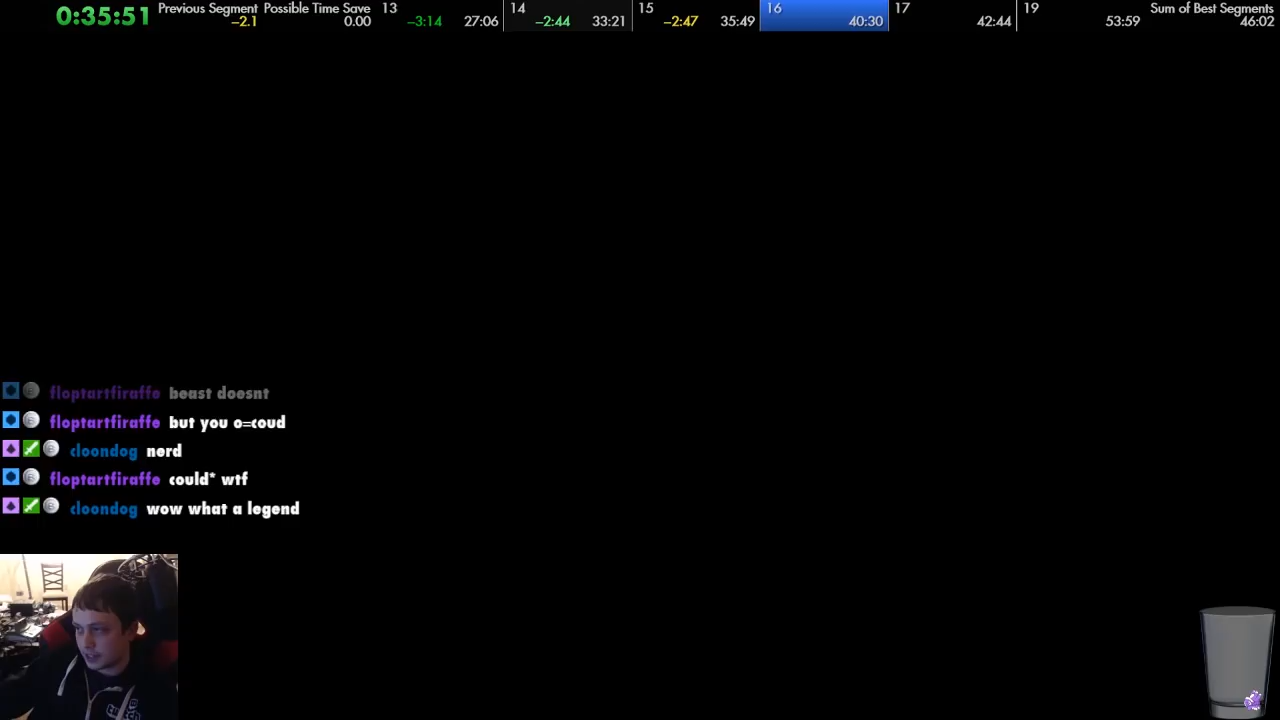 0:35:51 Previous Segment Possible Time Save 13 14 15 16 17 19 Sum of Best Segments
−2.1 0.00 −3:14 27:06 −2:44 33:21 −2:47 35:49 40:30 42:44 53:59 46:02
floptartfiraffe beast doesnt
floptartfiraffe but you o=coud
cloondog nerd
floptartfiraffe could* wtf
cloondog wow what a legend